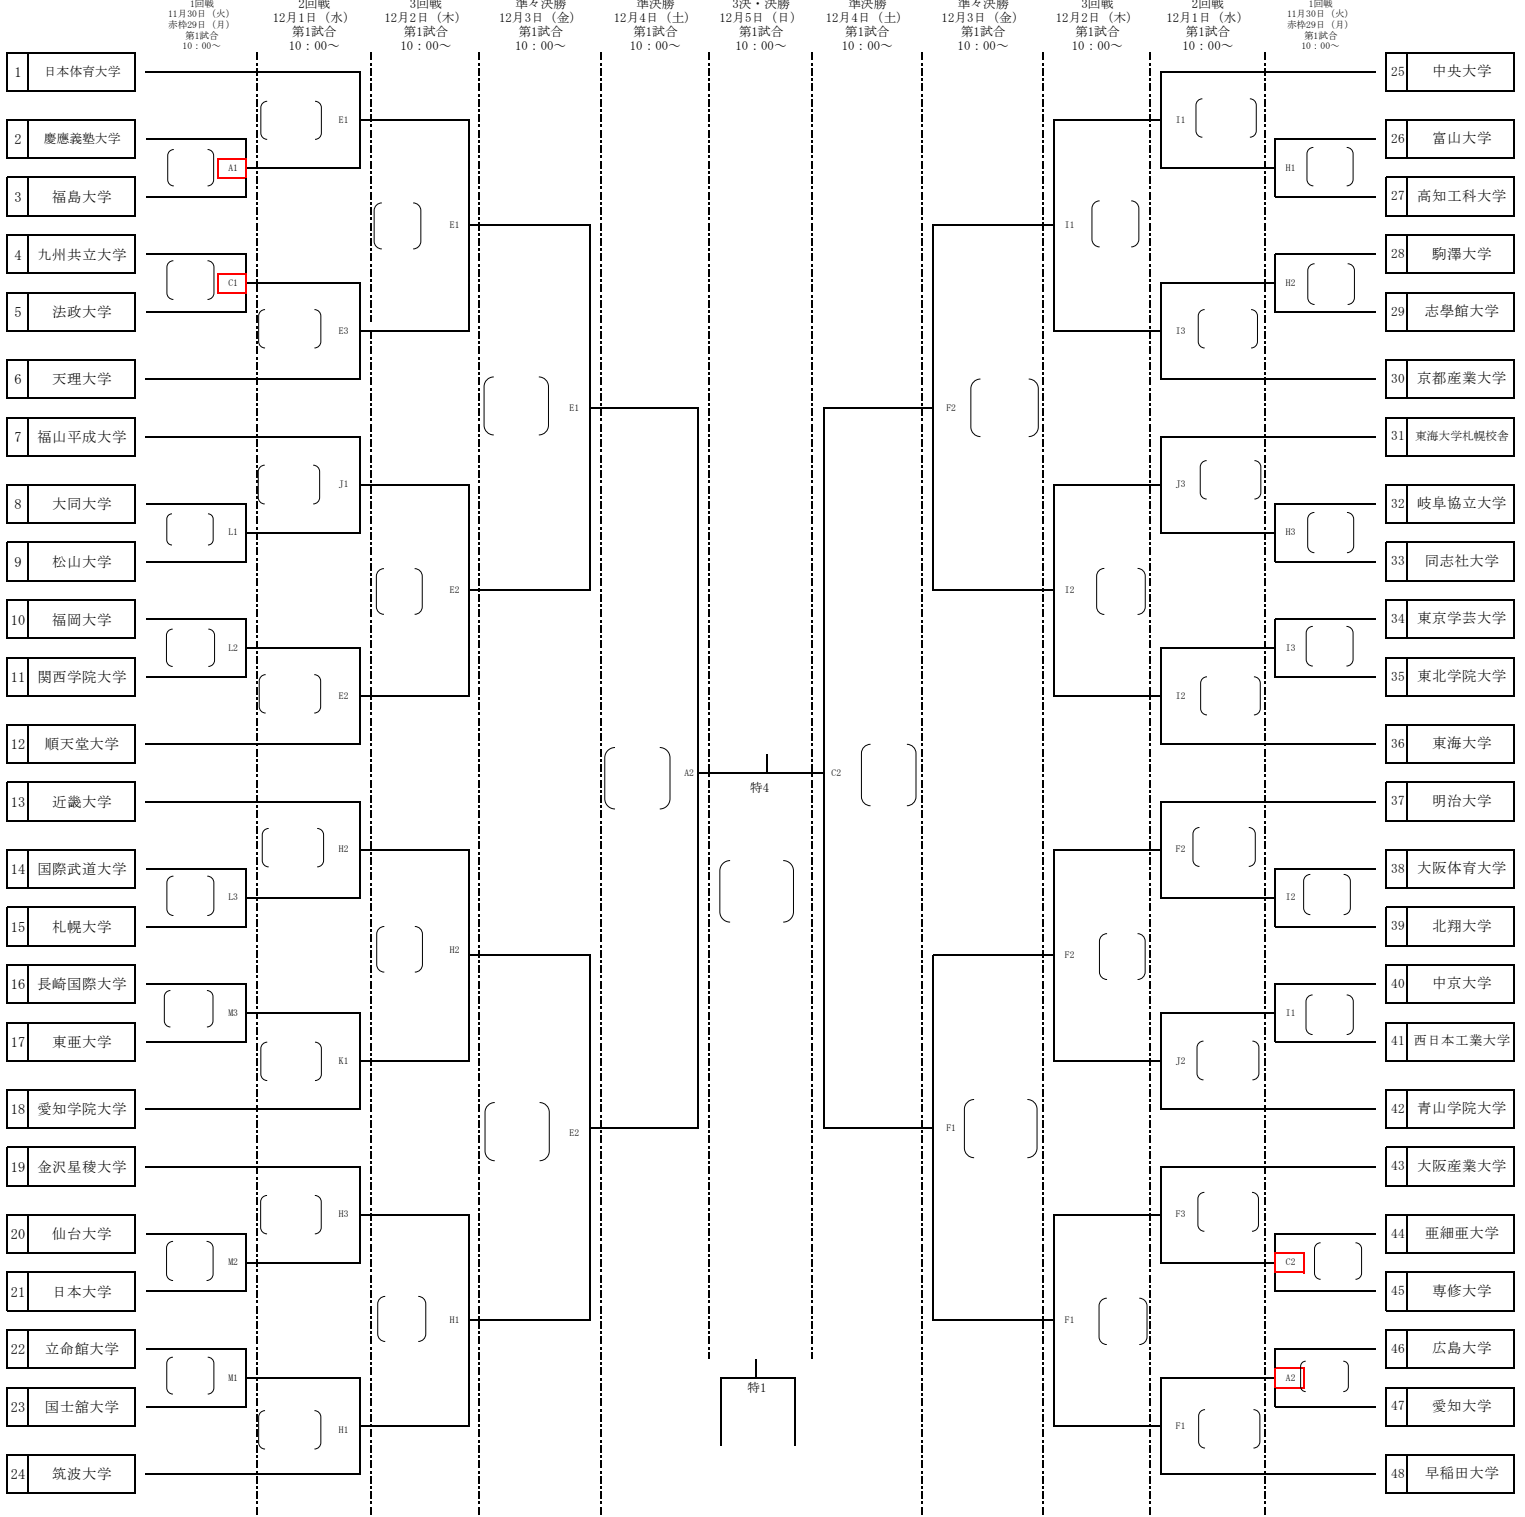 1回戦
11月30日（火）
赤枠29日（月）
第1試合
10：00～
2回戦
12月1日（水）
第1試合
10：00～
3回戦
12月2日（木）
第1試合
10：00～
準々決勝
12月3日（金）
第1試合
10：00～
準決勝
12月4日（土）
第1試合
10：00～
3決・決勝
12月5日（日）
第1試合
10：00～
準決勝
12月4日（土）
第1試合
10：00～
準々決勝
12月3日（金）
第1試合
10：00～
3回戦
12月2日（木）
第1試合
10：00～
2回戦
12月1日（水）
第1試合
10：00～
1回戦
11月30日（火）
赤枠29日（月）
第1試合
10：00～
1 日本体育大学
2 慶應義塾大学
3 福島大学
4 九州共立大学
5 法政大学
6 天理大学
7 福山平成大学
8 大同大学
9 松山大学
10 福岡大学
11 関西学院大学
12 順天堂大学
13 近畿大学
14 国際武道大学
15 札幌大学
16 長崎国際大学
17 東亜大学
18 愛知学院大学
19 金沢星稜大学
20 仙台大学
21 日本大学
22 立命館大学
23 国士舘大学
24 筑波大学
A1
C1
L1
L2
L3
M3
M2
M1
E1
E3
J1
E2
H2
K1
H3
H1
E1
E2
H2
H1
E1
E2
A2
特4
特1
C2
F2
F1
I1
I2
F2
F1
I1
I3
J3
I2
F2
J2
F3
F1
H1
H2
H3
I3
I2
I1
C2
A2
25 中央大学
26 富山大学
27 高知工科大学
28 駒澤大学
29 志學館大学
30 京都産業大学
31 東海大学札幌校舎
32 岐阜協立大学
33 同志社大学
34 東京学芸大学
35 東北学院大学
36 東海大学
37 明治大学
38 大阪体育大学
39 北翔大学
40 中京大学
41 西日本工業大学
42 青山学院大学
43 大阪産業大学
44 亜細亜大学
45 専修大学
46 広島大学
47 愛知大学
48 早稲田大学